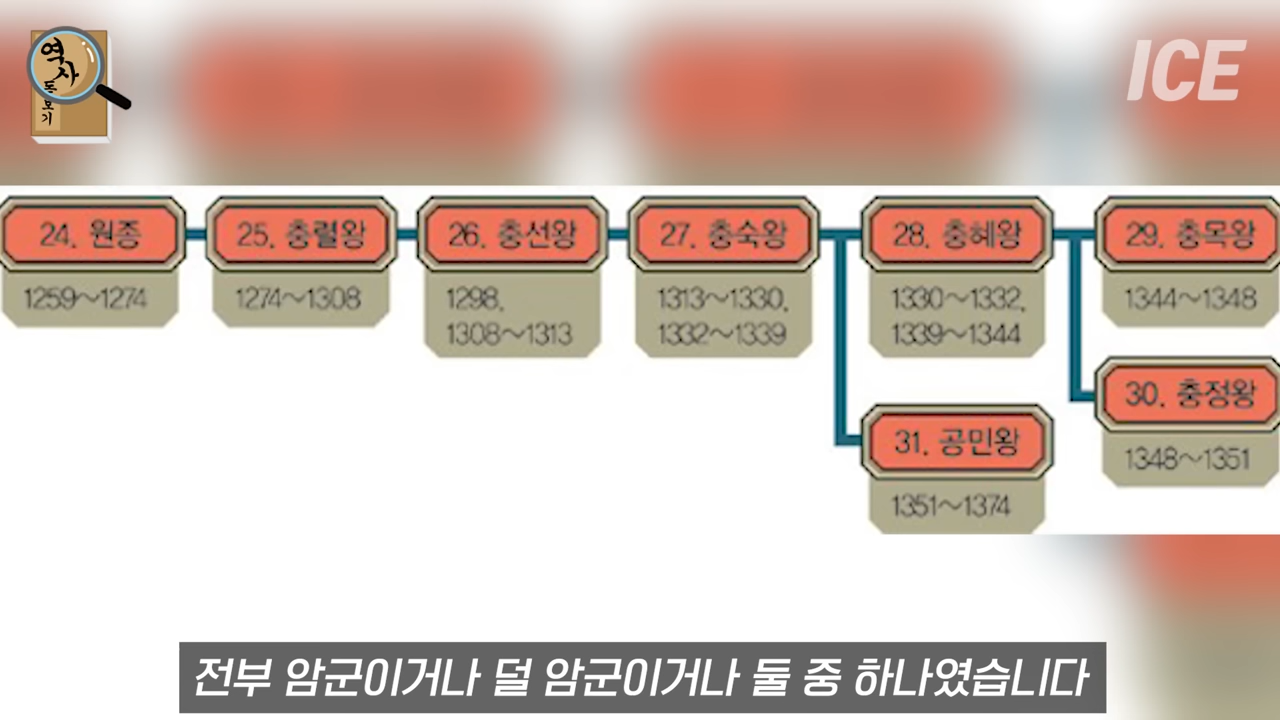 역사
돋보기
ICE
24. 원종
1259~1274
25. 충렬왕
1274~1308
26. 충선왕
1298,
1308~1313
27. 충숙왕
1313~1330,
1332~1339
28. 충혜왕
1330~1332,
1339~1344
29. 충목왕
1344~1348
30. 충정왕
1348~1351
31. 공민왕
1351~1374
전부 암군이거나 덜 암군이거나 둘 중 하나였습니다